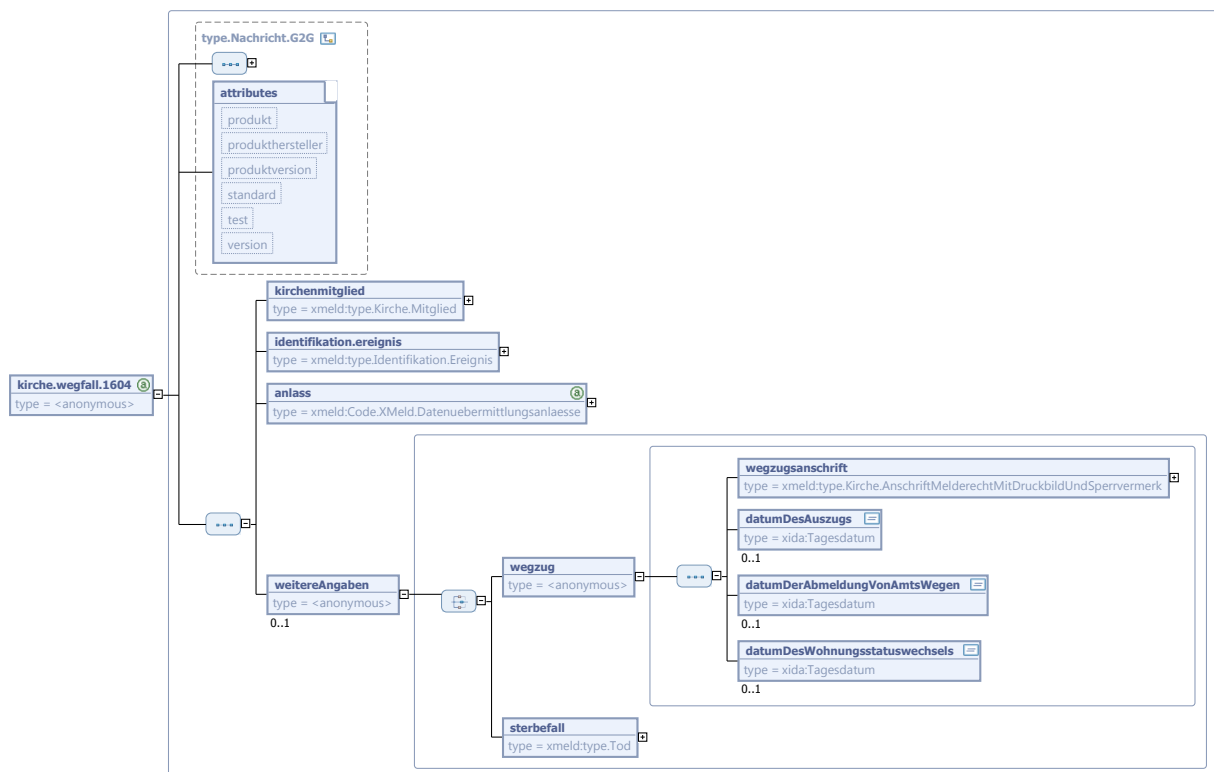 type.Nachricht.G2G
attributes
produkt
produkthersteller
produktversion
standard
test
version
kirchenmitglied
type = xmeld:type.Kirche.Mitglied
identifikation.ereignis
type = xmeld:type.Identifikation.Ereignis
kirche.wegfall.1604 a
type = <anonymous>
anlass a
type = xmeld:Code.XMeld.Datenuebermittlungsanlaesse
wegzugsanschrift
type = xmeld:type.Kirche.AnschriftMelderechtMitDruckbildUndSperrvermerk
datumDesAuszugs
type = xida:Tagesdatum
0..1
weitereAngaben
type = <anonymous>
0..1
wegzug
type = <anonymous>
datumDerAbmeldungVonAmtsWegen
type = xida:Tagesdatum
0..1
datumDesWohnungsstatuswechsels
type = xida:Tagesdatum
0..1
sterbefall
type = xmeld:type.Tod